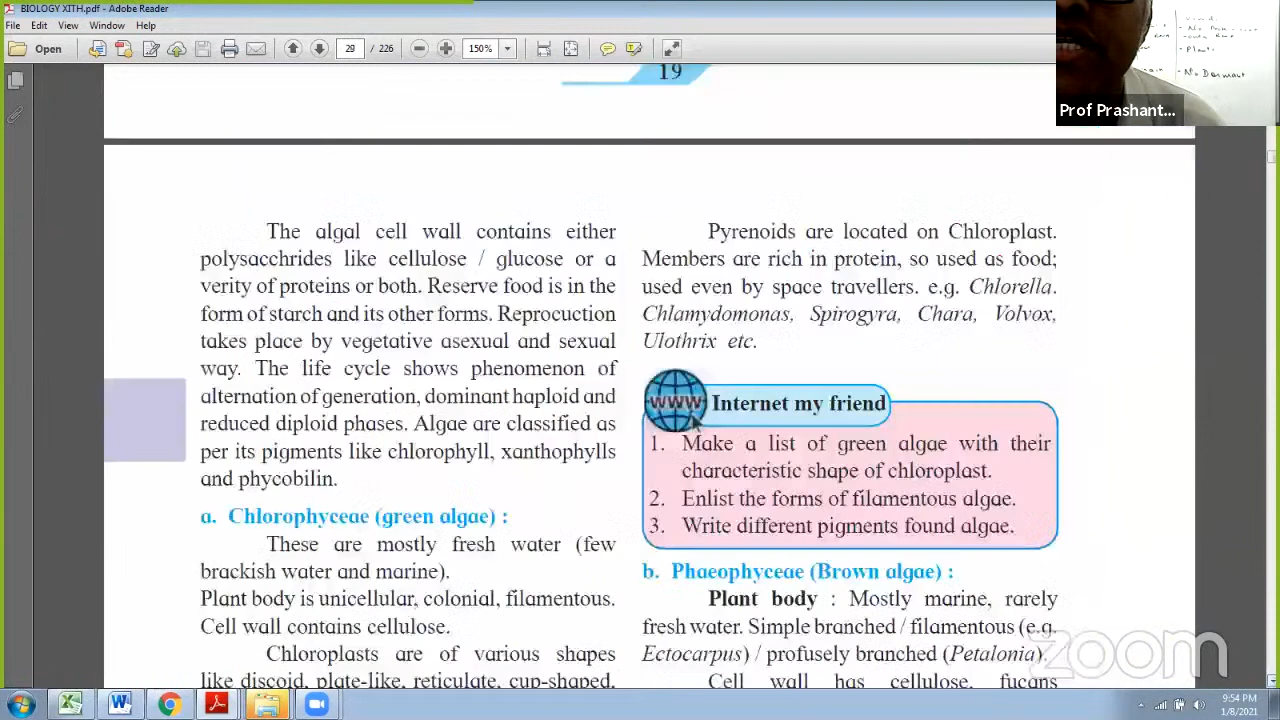 BIOLOGY XITH.pdf - Adobe Reader
File Edit View Window Help
Open 20 / 226 150%
19
The algal cell wall contains either
polysacchrides like cellulose / glucose or a
verity of proteins or both. Reserve food is in the
form of starch and its other forms. Reprocuction
takes place by vegetative asexual and sexual
way. The life cycle shows phenomenon of
alternation of generation, dominant haploid and
reduced diploid phases. Algae are classified as
per its pigments like chlorophyll, xanthophylls
and phycobilin.
a. Chlorophyceae (green algae) :
These are mostly fresh water (few
brackish water and marine).
Plant body is unicellular, colonial, filamentous.
Cell wall contains cellulose.
Chloroplasts are of various shapes
like discoid, plate-like, reticulate, cup-shaped,
Pyrenoids are located on Chloroplast.
Members are rich in protein, so used as food;
used even by space travellers. e.g. Chlorella.
Chlamydomonas, Spirogyra, Chara, Volvox,
Ulothrix etc.
www Internet my friend
1. Make a list of green algae with their
characteristic shape of chloroplast.
2. Enlist the forms of filamentous algae.
3. Write different pigments found algae.
b. Phaeophyceae (Brown algae) :
Plant body : Mostly marine, rarely
fresh water. Simple branched / filamentous (e.g.
Ectocarpus) / profusely branched (Petalonia).
Cell wall has cellulose, fucans
Prof Prashant...
zoom
9:54 PM
1/8/2021